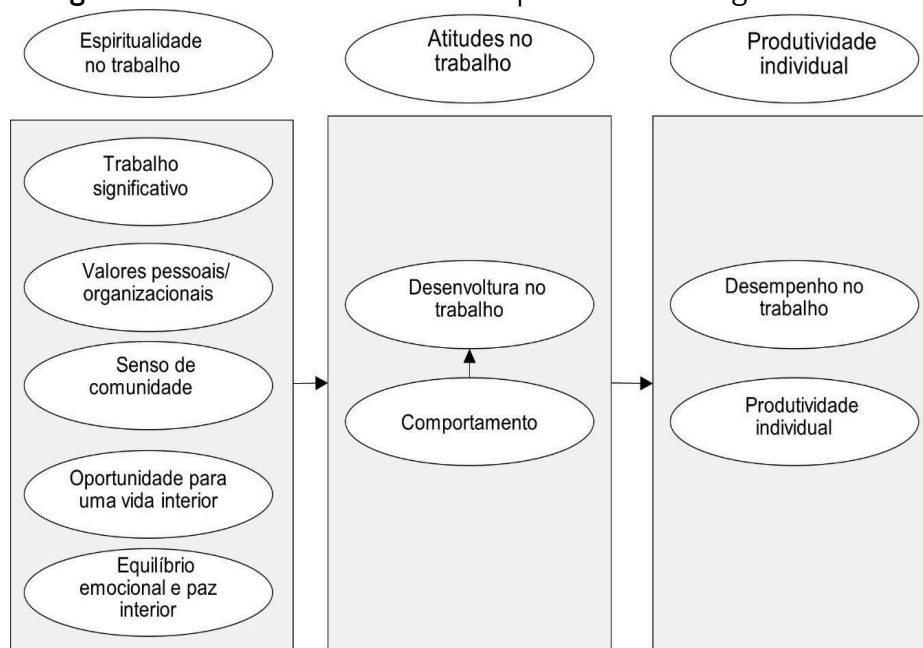 Espiritualidade
no trabalho
Atitudes no
trabalho
Produtividade
individual
Trabalho
significativo
Valores pessoais/
organizacionais
Senso de
comunidade
Oportunidade para
uma vida interior
Equilíbrio
emocional e paz
interior
Desenvoltura no
trabalho
Comportamento
Desempenho no
trabalho
Produtividade
individual